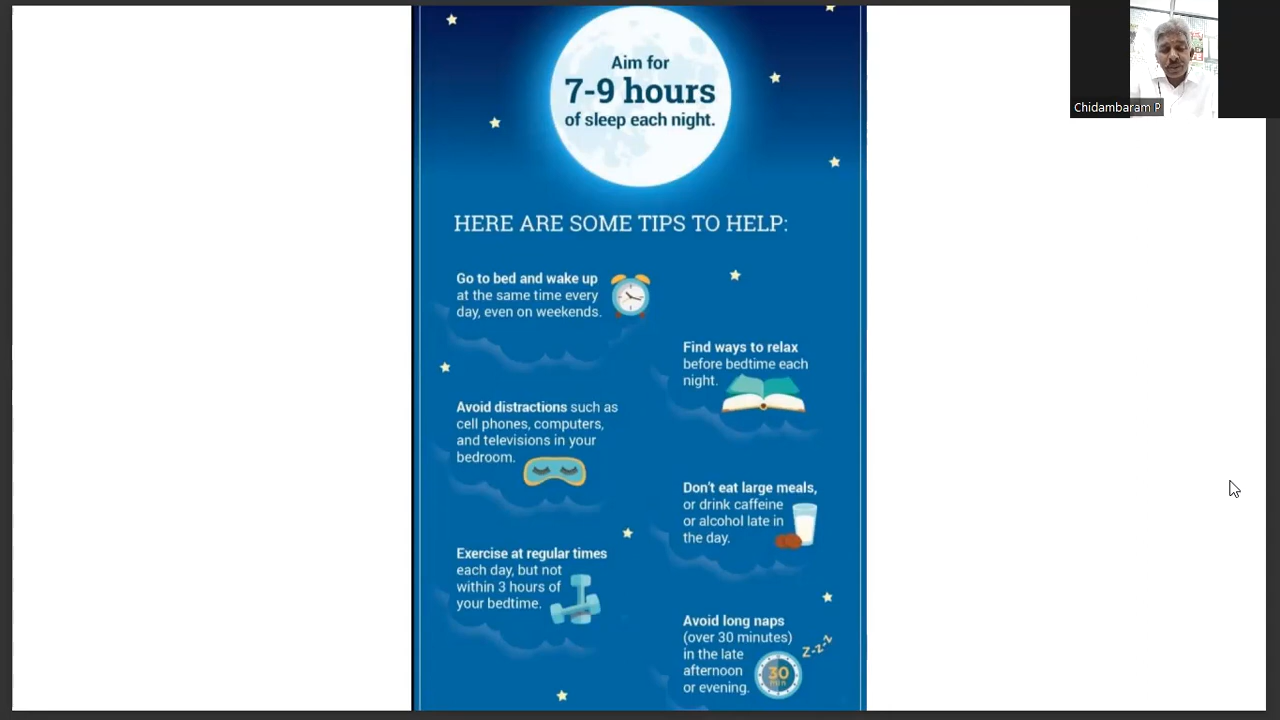 Aim for
7-9 hours
of sleep each night.
HERE ARE SOME TIPS TO HELP:
Go to bed and wake up
at the same time every
day, even on weekends.
Find ways to relax
before bedtime each
night.
Avoid distractions such as
cell phones, computers,
and televisions in your
bedroom.
Don't eat large meals,
or drink caffeine
or alcohol late in
the day.
Exercise at regular times
each day, but not
within 3 hours of
your bedtime.
Avoid long naps
(over 30 minutes)
in the late
afternoon
or evening.
Z-z-z
30
min
Chidambaram P